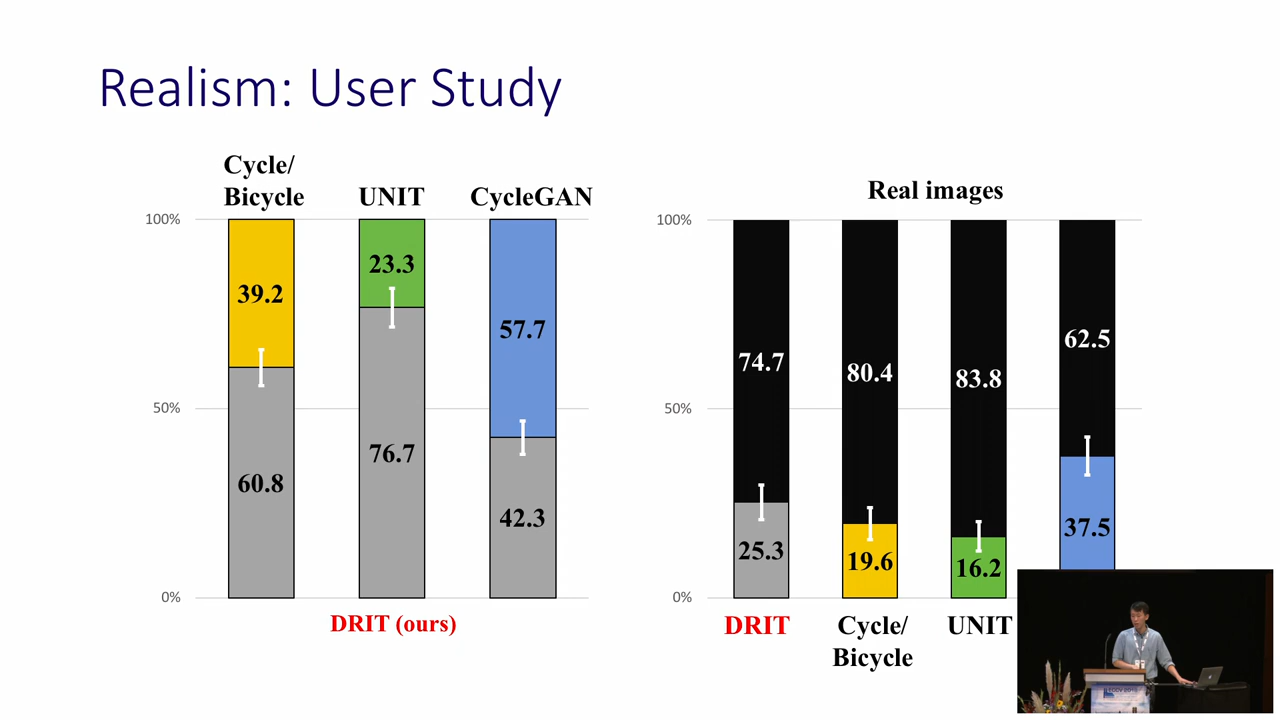 Realism: User Study
Cycle/
Bicycle
UNIT
CycleGAN
100%
50%
0%
39.2
60.8
23.3
76.7
57.7
42.3
DRIT (ours)
Real images
100%
50%
0%
74.7
25.3
80.4
19.6
83.8
16.2
62.5
37.5
DRIT
Cycle/
Bicycle
UNIT
ECCV 2018